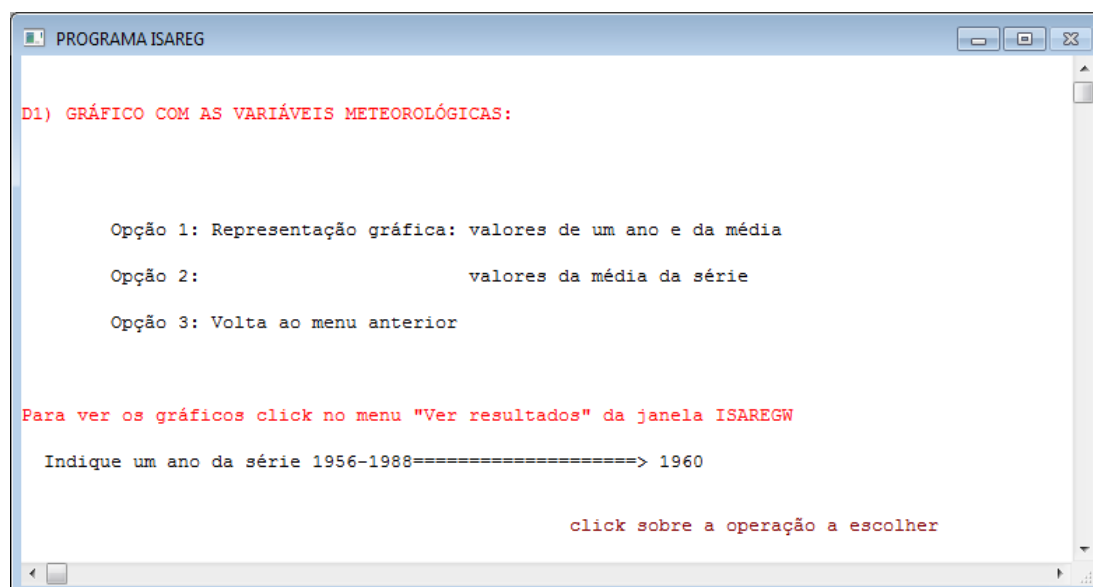 PROGRAMA ISAREG
D1) GRÁFICO COM AS VARIÁVEIS METEOROLÓGICAS:
Opção 1: Representação gráfica: valores de um ano e da média
Opção 2: valores da média da série
Opção 3: Volta ao menu anterior
Para ver os gráficos click no menu "Ver resultados" da janela ISAREGW
Indique um ano da série 1956-1988====================> 1960
click sobre a operação a escolher